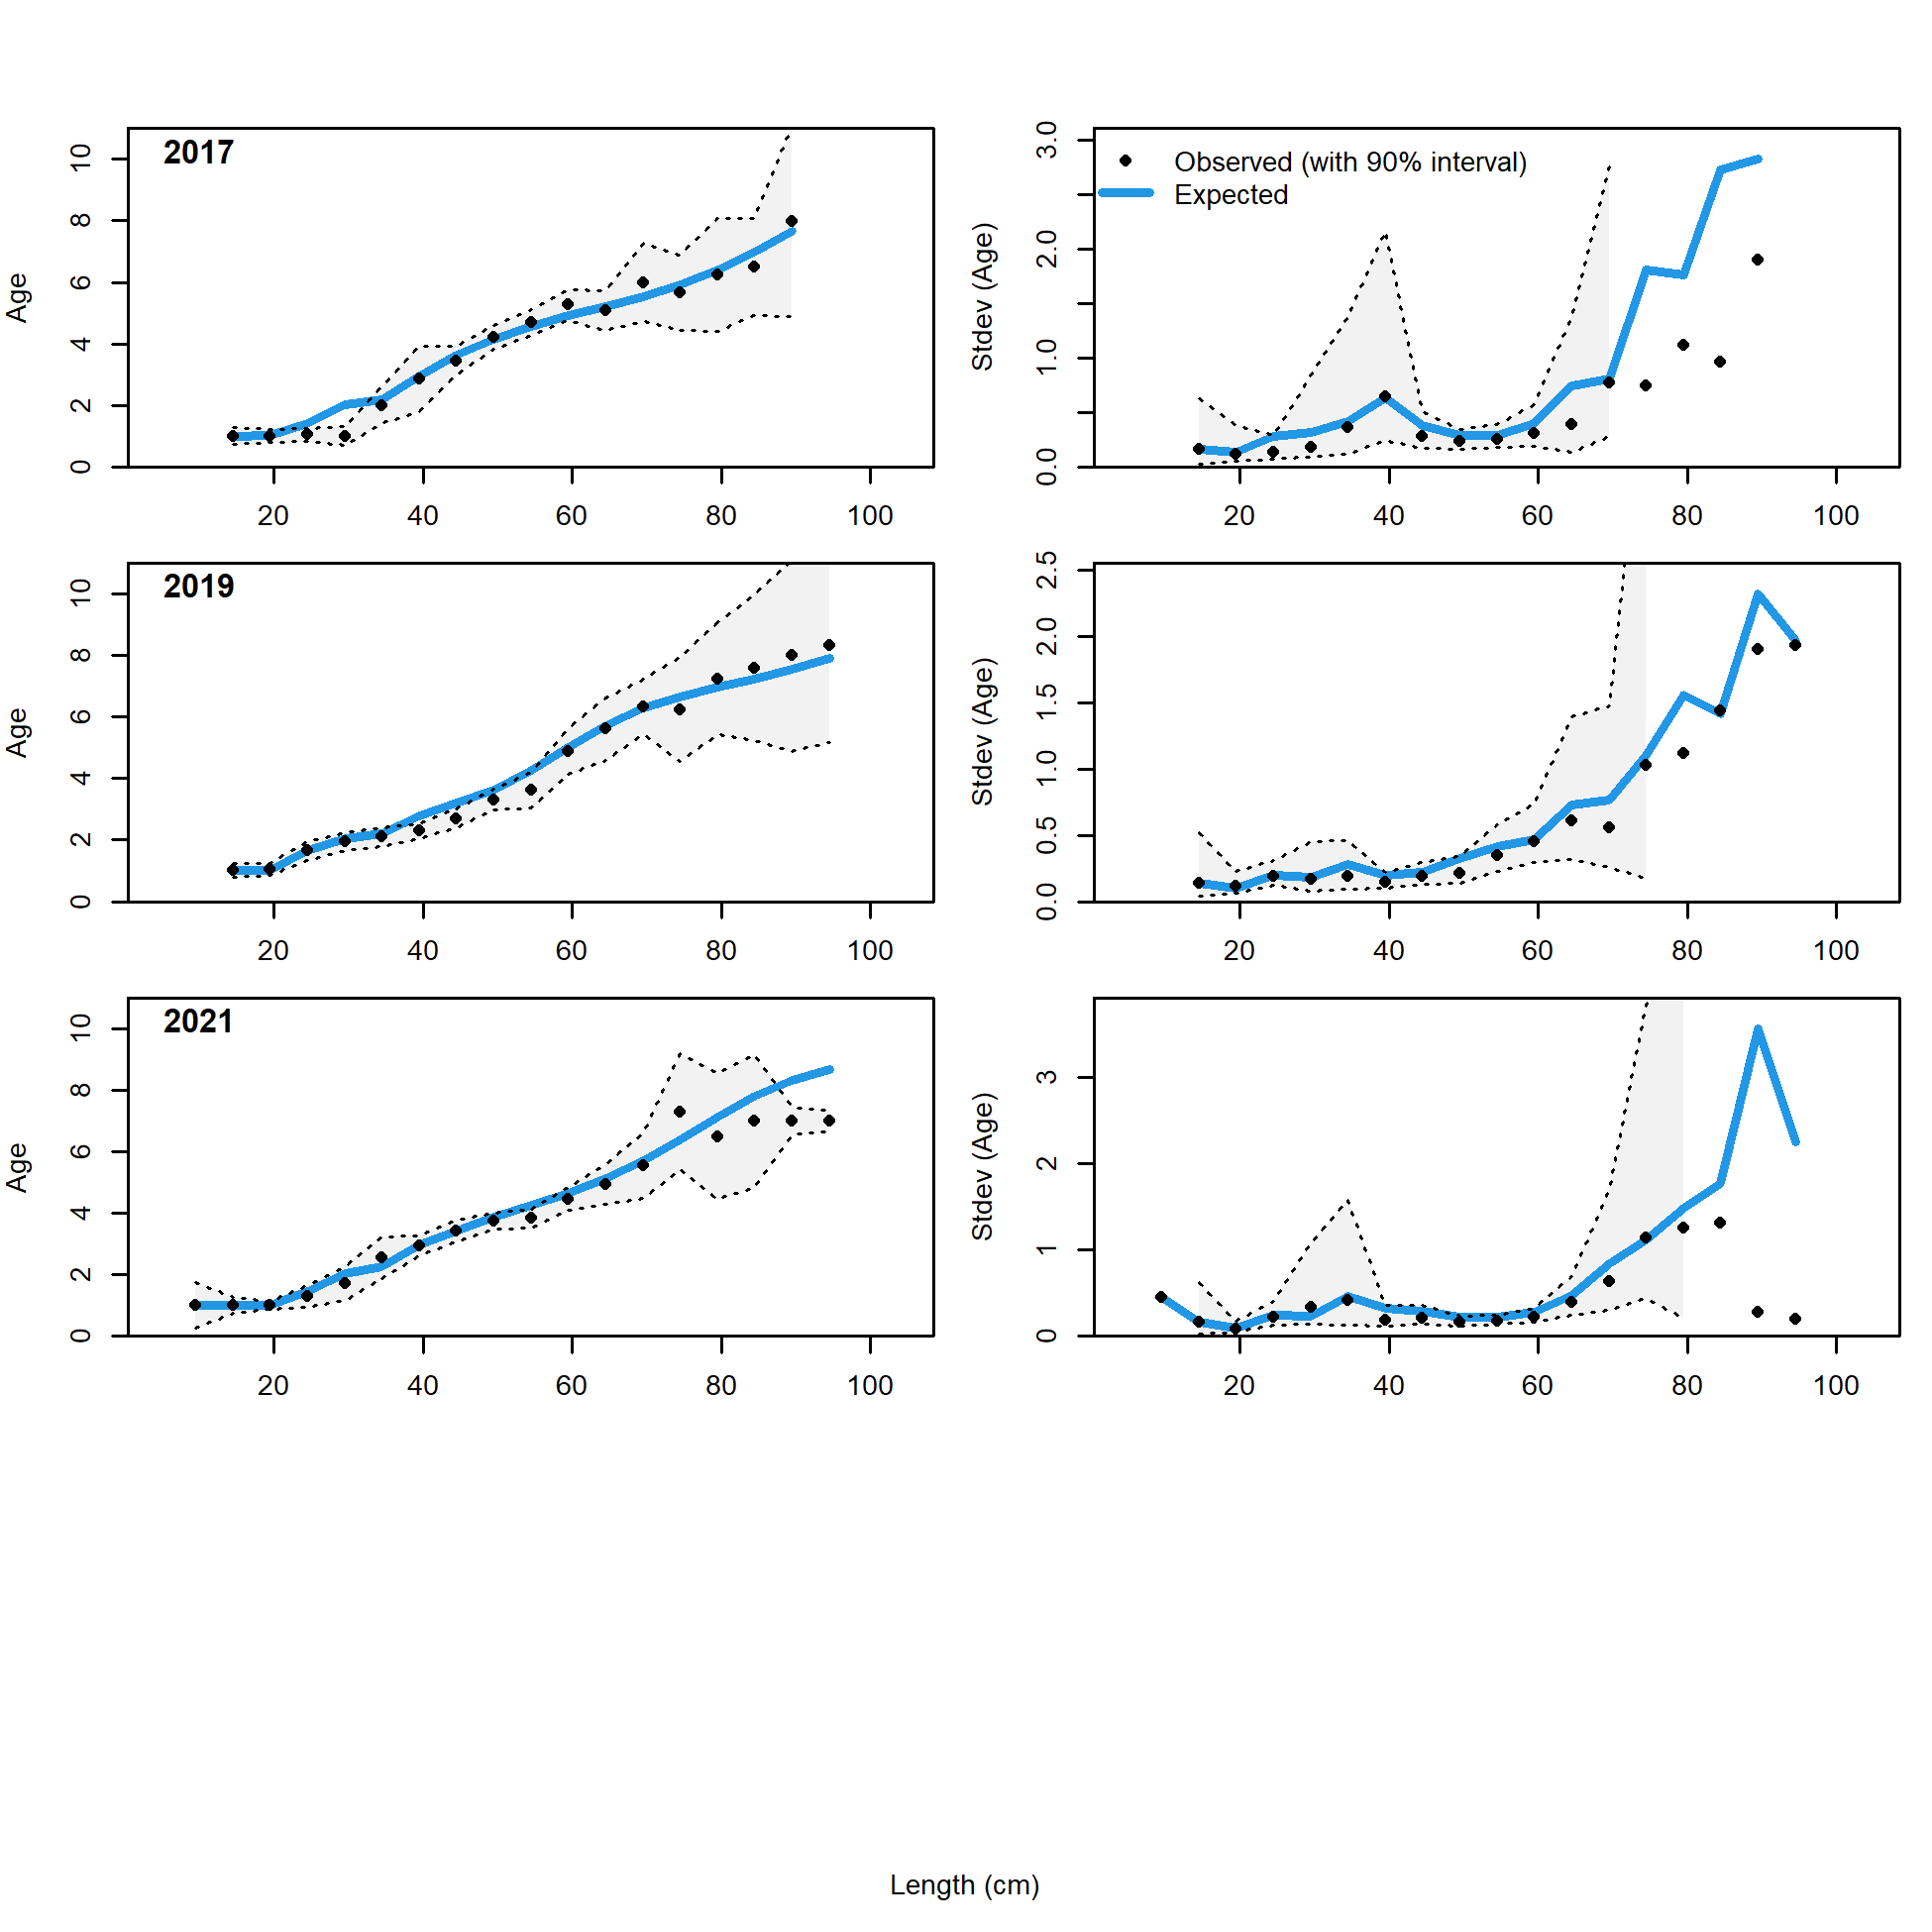 2017
Age
0 2 4 6 8 10
20 40 60 80 100
Observed (with 90% interval)
Expected
Stdev (Age)
0.0 1.0 2.0 3.0
20 40 60 80 100
2019
Age
0 2 4 6 8 10
20 40 60 80 100
Stdev (Age)
0.0 0.5 1.0 1.5 2.0 2.5
20 40 60 80 100
2021
Age
0 2 4 6 8 10
20 40 60 80 100
Stdev (Age)
0 1 2 3
20 40 60 80 100
Length (cm)